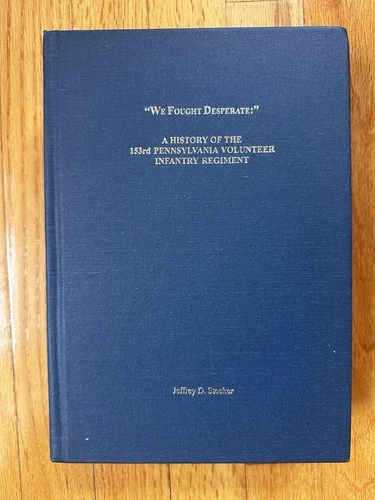 "WE FOUGHT DESPERATE:"
A HISTORY OF THE
153rd PENNSYLVANIA VOLUNTEER
INFANTRY REGIMENT
Jeffrey D. Stocker